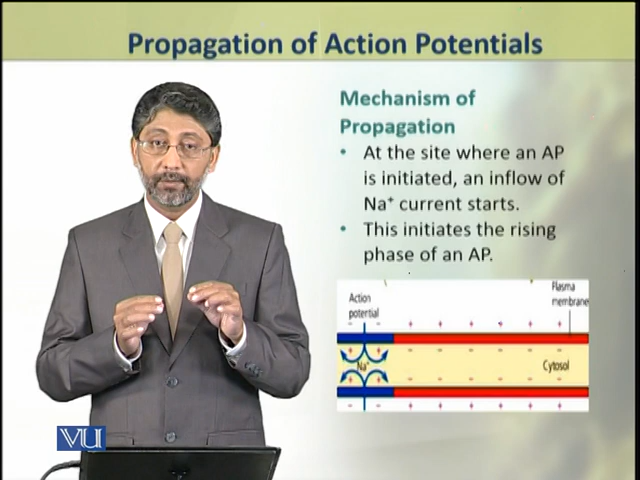 Propagation of Action Potentials
Mechanism of
Propagation
• At the site where an AP
is initiated, an inflow of
Na⁺ current starts.
• This initiates the rising
phase of an AP.
Action
potential
Plasma
membrane
Na⁺
Cytosol
VU